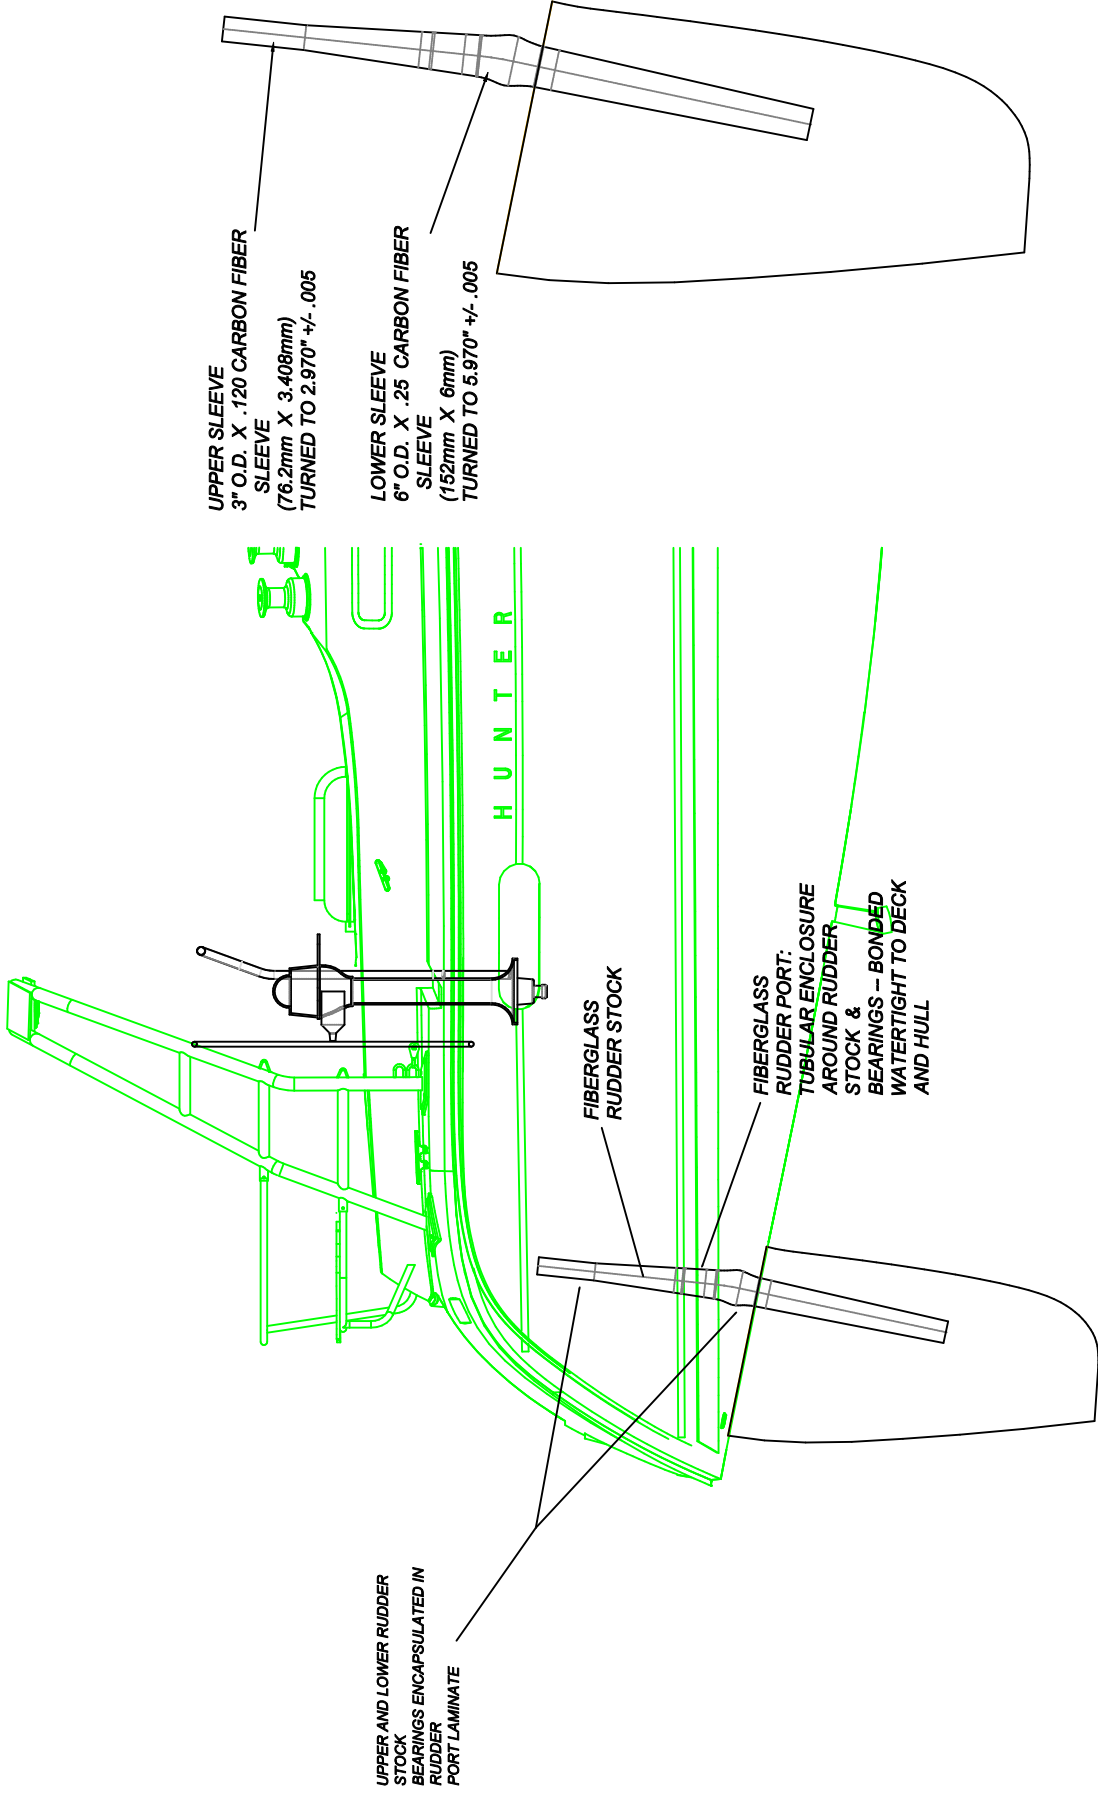 UPPER SLEEVE
3" O.D. X .120 CARBON FIBER
SLEEVE
(76.2mm X 3.408mm)
TURNED TO 2.970" +/- .005
LOWER SLEEVE
6" O.D. X .25 CARBON FIBER
SLEEVE
(152mm X 6mm)
TURNED TO 5.970" +/- .005
HUNTER
FIBERGLASS
RUDDER STOCK
FIBERGLASS
RUDDER PORT:
TUBULAR ENCLOSURE
AROUND RUDDER
STOCK &
BEARINGS -- BONDED
WATERTIGHT TO DECK
AND HULL
UPPER AND LOWER RUDDER
STOCK
BEARINGS ENCAPSULATED IN
RUDDER
PORT LAMINATE